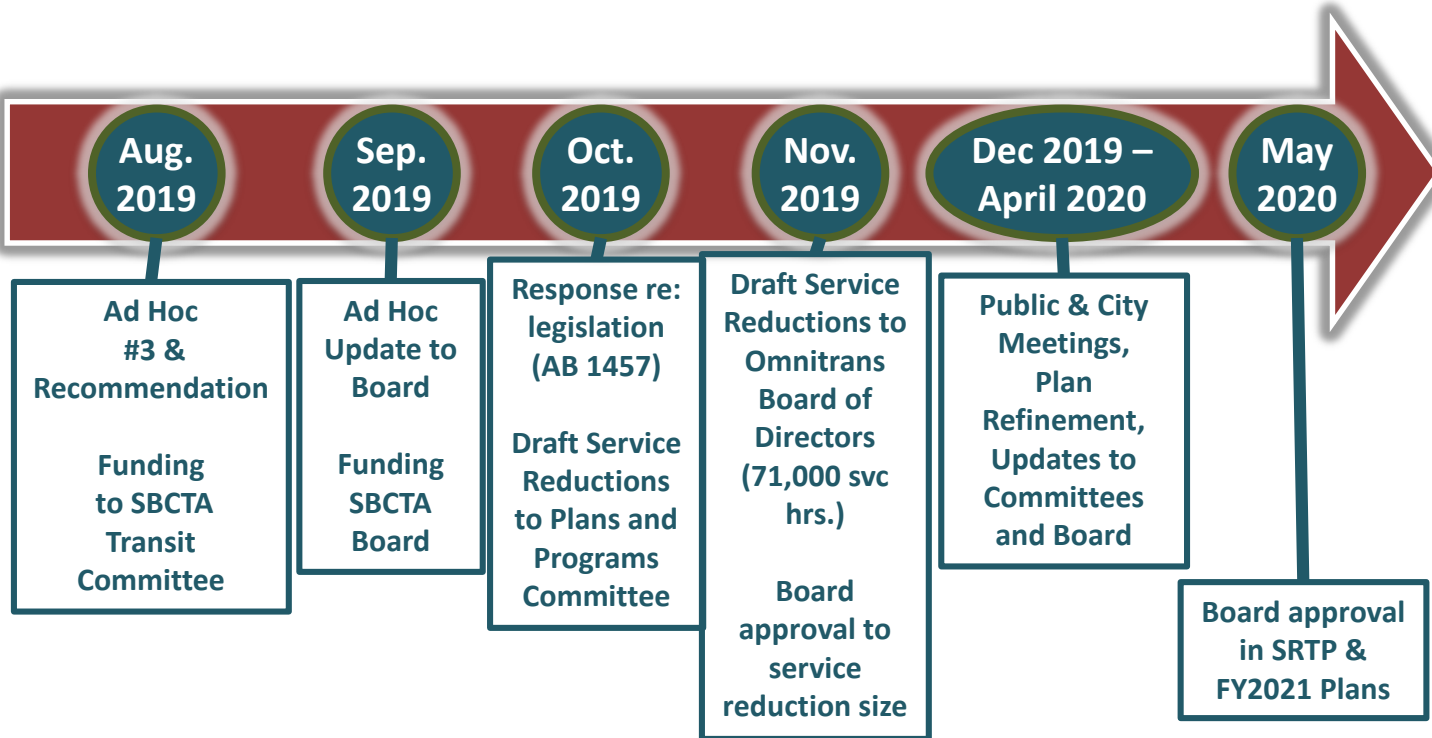 Aug.
2019
Sep.
2019
Oct.
2019
Nov.
2019
Dec 2019 –
April 2020
May
2020
Ad Hoc
#3 &
Recommendation
Funding
to SBCTA
Transit
Committee
Ad Hoc
Update to
Board
Funding
SBCTA
Board
Response re:
legislation
(AB 1457)
Draft Service
Reductions
to Plans and
Programs
Committee
Draft Service
Reductions to
Omnitrans
Board of
Directors
(71,000 svc
hrs.)
Board
approval to
service
reduction size
Public & City
Meetings,
Plan
Refinement,
Updates to
Committees
and Board
Board approval
in SRTP &
FY2021 Plans